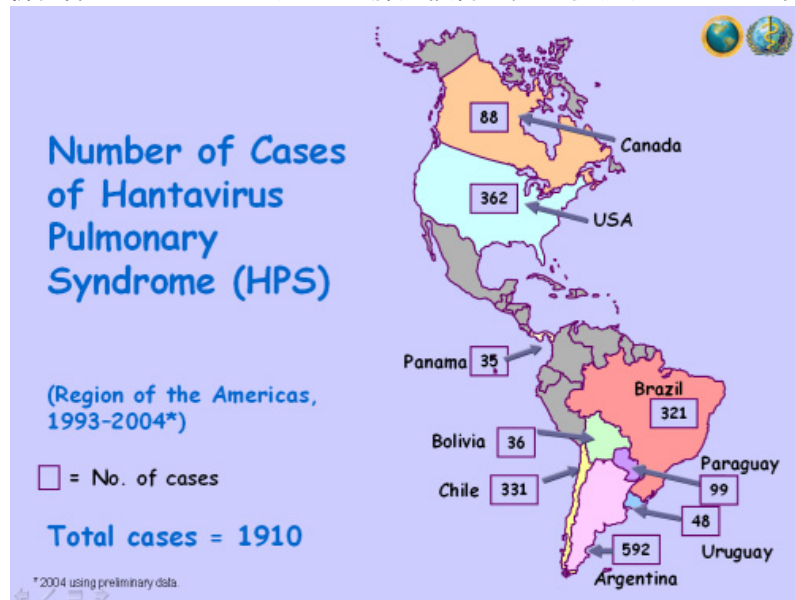 Number of Cases
of Hantavirus
Pulmonary
Syndrome (HPS)
(Region of the Americas,
1993-2004*)
= No. of cases
Total cases = 1910
* 2004 using preliminary data.
88
Canada
362
USA
Panama 35
Brazil
321
Bolivia 36
Paraguay
99
Chile 331
48
Uruguay
592
Argentina